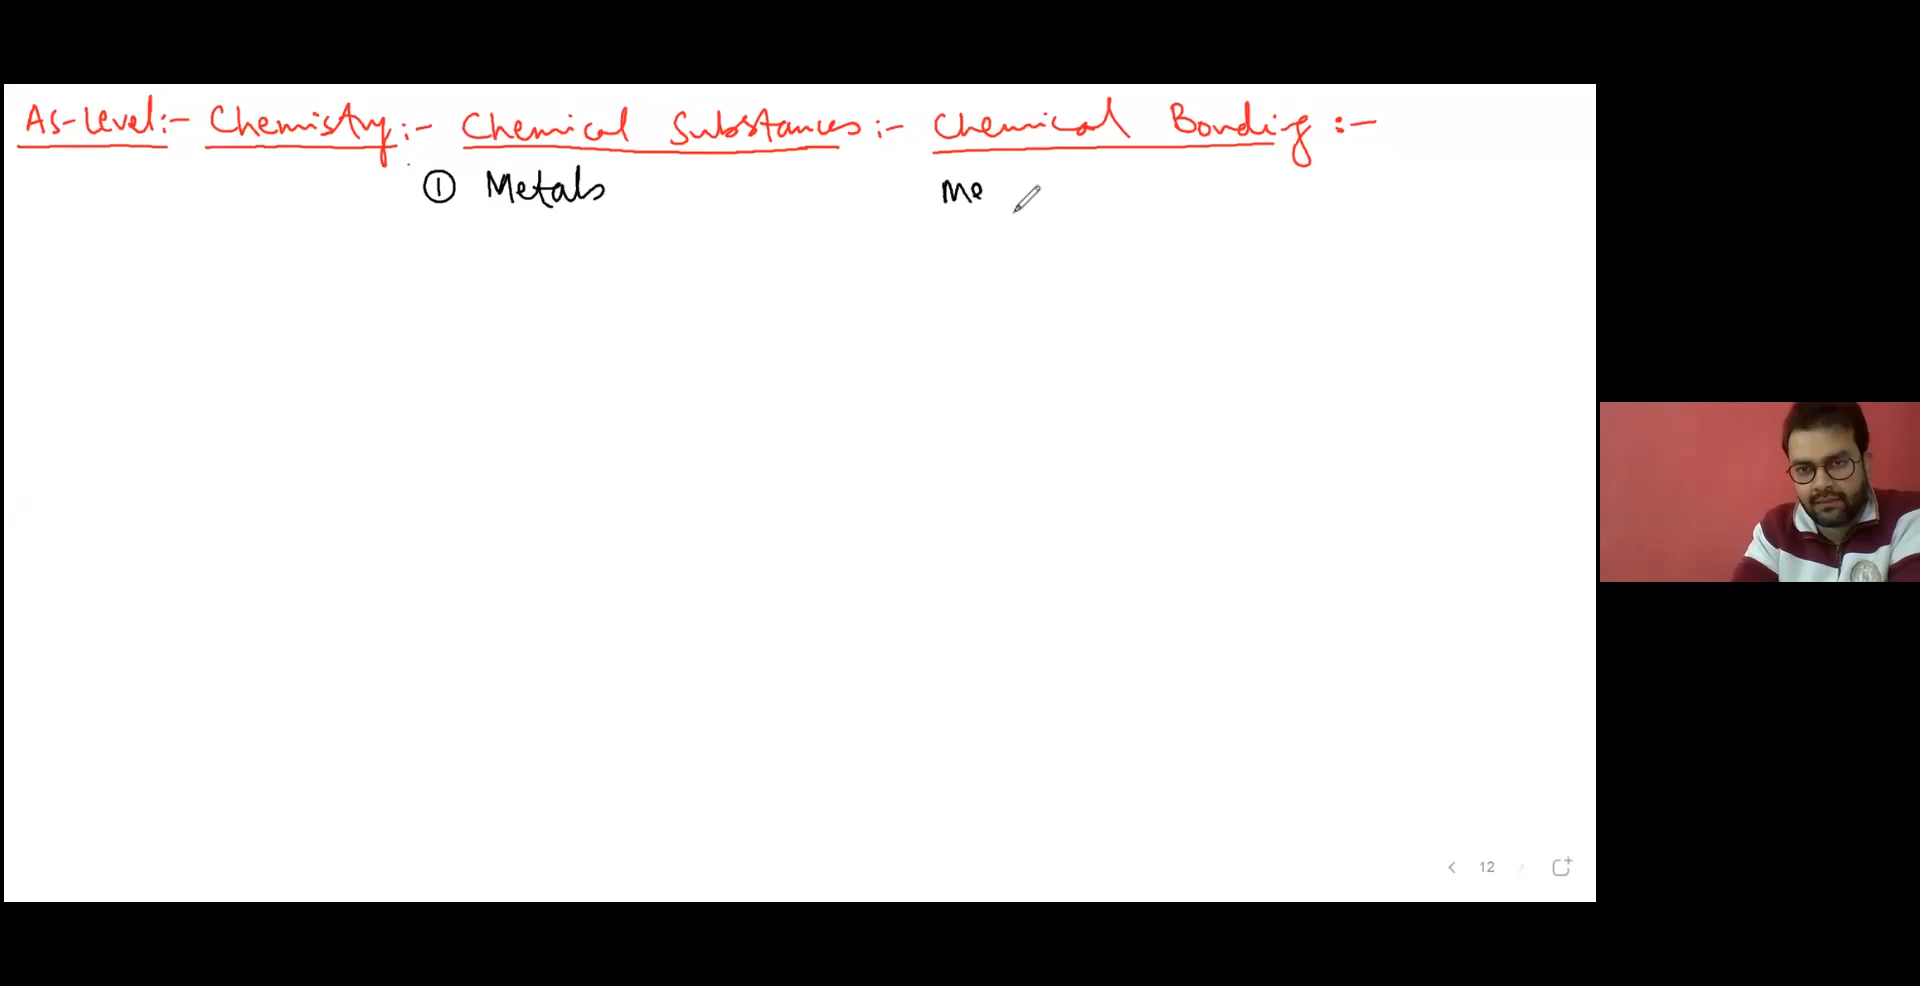 As-Level:- Chemistry:- Chemical Substances:- Chemical Bonding:-
① Metals Me
12